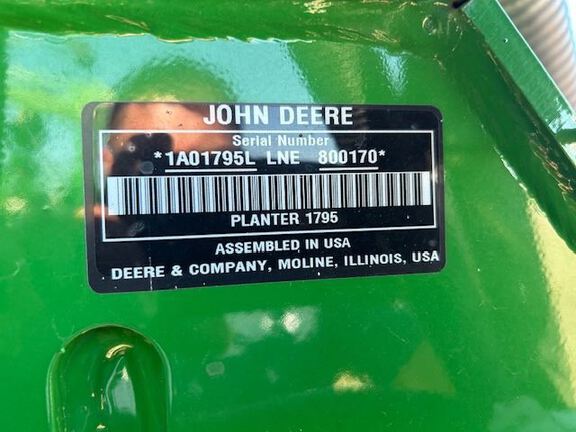 JOHN DEERE
Serial Number
*1A01795L LNE 800170*
PLANTER 1795
ASSEMBLED IN USA
DEERE & COMPANY, MOLINE, ILLINOIS, USA